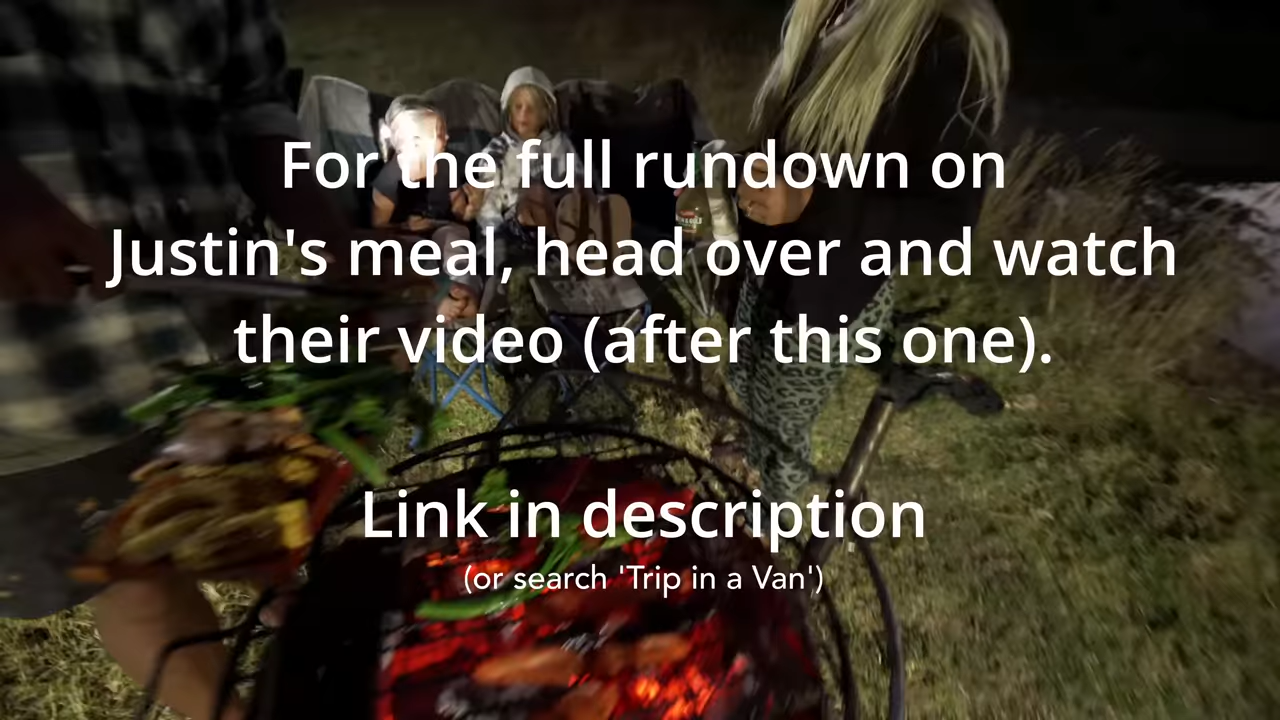 For the full rundown on
Justin's meal, head over and watch
their video (after this one).
Link in description
(or search 'Trip in a Van')